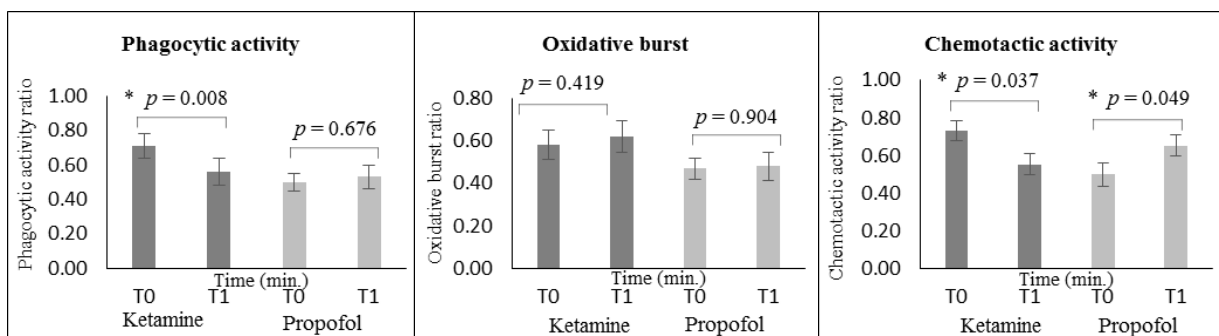 Phagocytic activity
Phagocytic activity ratio
1.00
0.80
0.60
0.40
0.20
0.00
* p = 0.008
p = 0.676
Time (min.)
T0 T1 T0 T1
Ketamine Propofol
Oxidative burst
Oxidative burst ratio
0.80
0.60
0.40
0.20
0.00
p = 0.419
p = 0.904
Time (min.)
T0 T1 T0 T1
Ketamine Propofol
Chemotactic activity
Chemotactic activity ratio
1.00
0.80
0.60
0.40
0.20
0.00
* p = 0.037
* p = 0.049
Time (min.)
T0 T1 T0 T1
Ketamine Propofol